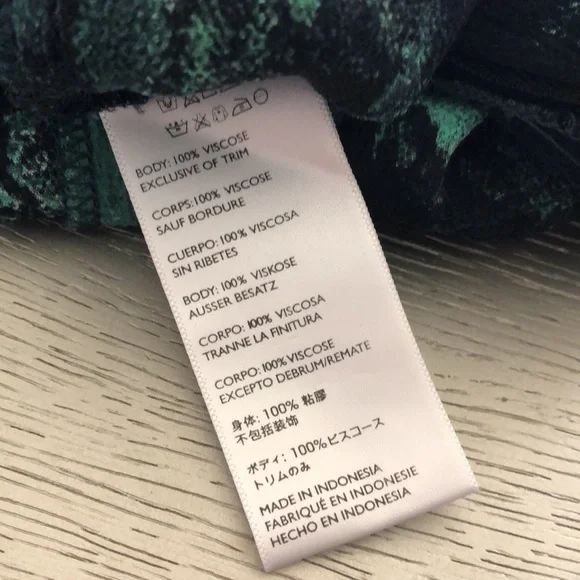 BODY: 100% VISCOSE
EXCLUSIVE OF TRIM
CORPS:100% VISCOSE
SAUF BORDURE
CUERPO: 100% VISCOSA
SIN RIBETES
BODY: 100% VISKOSE
AUSSER BESATZ
CORPO: 100% VISCOSA
TRANNE LA FINITURA
CORPO: 100% VISCOSE
EXCEPTO DEBRUM/REMATE
身体: 100% 粘膠
不包括装饰
ボディ: 100%ビスコース
トリムのみ
MADE IN INDONESIA
FABRIQUÉ EN INDONESIE
HECHO EN INDONESIA